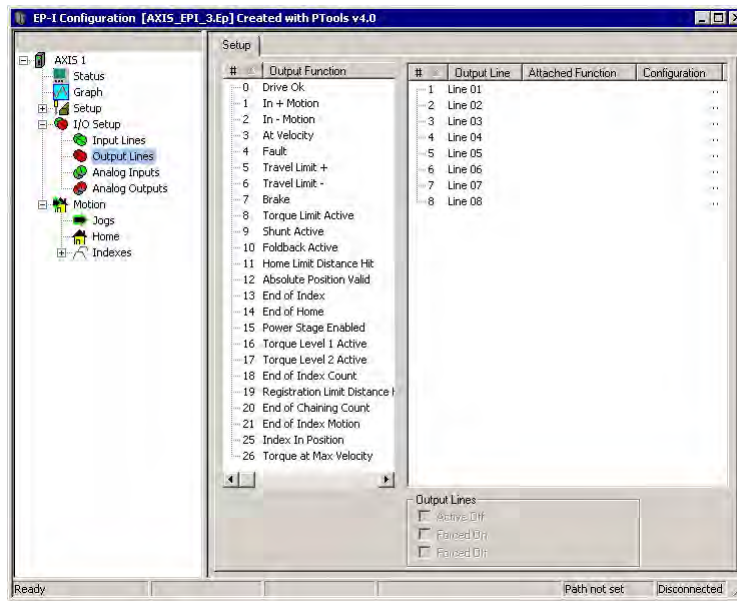 EP-I Configuration [AXIS_EPI_3.Ep] Created with PTools v4.0
AXIS 1
Status
Graph
Setup
I/O Setup
Input Lines
Output Lines
Analog Inputs
Analog Outputs
Motion
Jogs
Home
Indexes
Setup
# Output Function
0 Drive Ok
1 In + Motion
2 In - Motion
3 At Velocity
4 Fault
5 Travel Limit +
6 Travel Limit -
7 Brake
8 Torque Limit Active
9 Shunt Active
10 Foldback Active
11 Home Limit Distance Hit
12 Absolute Position Valid
13 End of Index
14 End of Home
15 Power Stage Enabled
16 Torque Level 1 Active
17 Torque Level 2 Active
18 End of Index Count
19 Registration Limit Distance
20 End of Chaining Count
21 End of Index Motion
25 Index In Position
26 Torque at Max Velocity
# Output Line Attached Function Configuration
1 Line 01 ..
2 Line 02 ..
3 Line 03 ..
4 Line 04 ..
5 Line 05 ..
6 Line 06 ..
7 Line 07 ..
8 Line 08 ..
Output Lines
Active Off
Forced On
Forced Off
Ready
Path not set
Disconnected